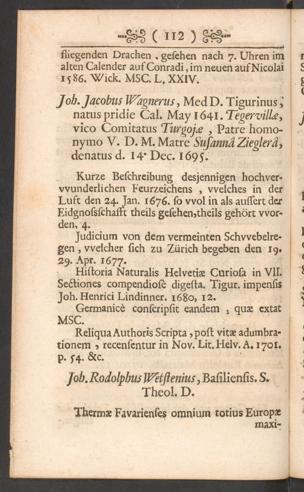 ( 112 )
fliegenden Drachen, gesehen nach 7. Uhren im
alten Calender auf Conradi, im neuen auf Nicolai
1586. Wick. MSC. L. XXIV.
Joh. Jacobus Wagnerus, Med D. Tigurinus,
natus pridie Cal. May 1641. Tegervillæ,
vico Comitatus Turgojæ, Patre homo-
nymo V. D. M. Matre Susannâ Zieglerâ,
denatus d. 14. Dec. 1695.
Kurze Beschreibung desjennigen hochver-
vvunderlichen Feurzeichens, vvelches in der
Luft den 24. Jan. 1676. so vvol in als aussert der
Eidgnossschafft theils gesehen, theils gehört vvor-
den, 4.
Judicium von dem vermeinten Schvvebelre-
gen, vvelcher sich zu Zürich begeben den 19.
29. Apr. 1677.
Historia Naturalis Helvetiæ Curiosa in VII.
Sectiones compendiosè digesta. Tigur. impensis
Joh. Henrici Lindinner. 1680, 12.
Germanicè conscripsit eandem, quæ extat
MSC.
Reliqua Authoris Scripta, post vitæ adumbra-
tionem, recensentur in Nov. Lit. Helv. A. 1701.
p. 54. &c.
Joh. Rodolphus Wetstenius, Basiliensis. S.
Theol. D.
Thermæ Favarienses omnium totius Europæ
maxi-